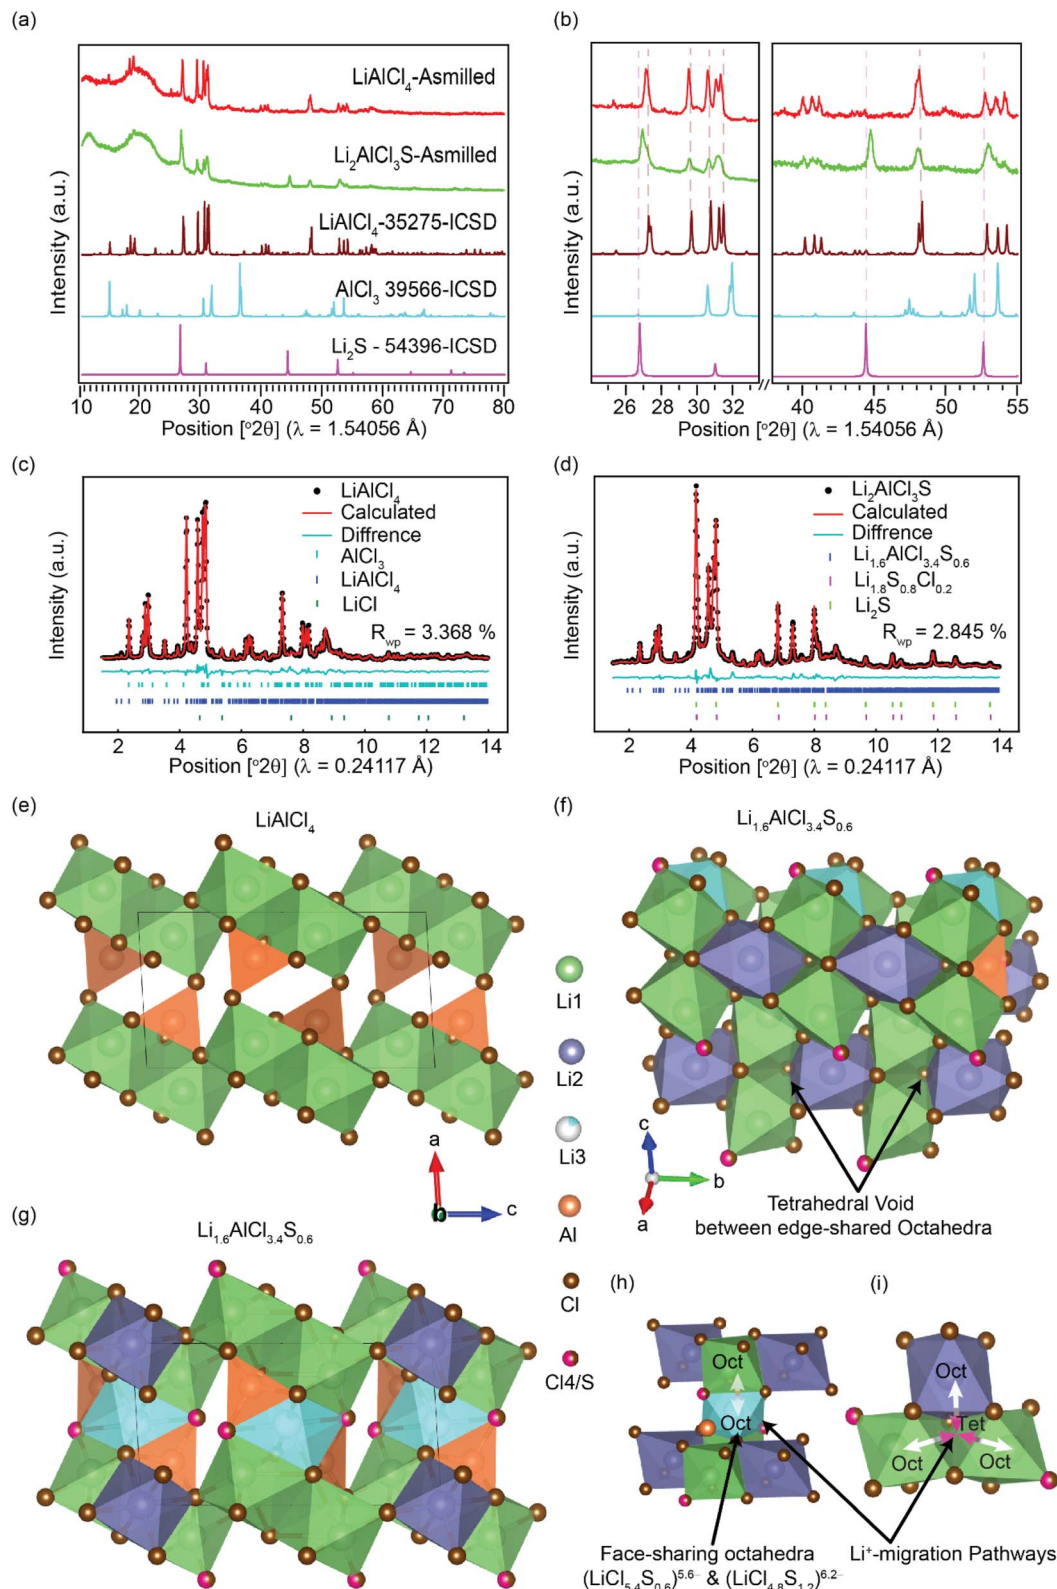 (a)
Intensity (a.u.)
LiAlCl4-Asmilled
Li2AlCl3S-Asmilled
LiAlCl4-35275-ICSD
AlCl3 39566-ICSD
Li2S - 54396-ICSD
10 20 30 40 50 60 70 80
Position [°2θ] (λ = 1.54056 Å)
(b)
Intensity (a.u.)
24 26 28 30 32 40 45 50 55
Position [°2θ] (λ = 1.54056 Å)
(c)
Intensity (a.u.)
LiAlCl4
Calculated
Diffrence
AlCl3
LiAlCl4
LiCl
Rwp = 3.368 %
2 4 6 8 10 12 14
Position [°2θ] (λ = 0.24117 Å)
(d)
Intensity (a.u.)
Li2AlCl3S
Calculated
Diffrence
Li1.6AlCl3.4S0.6
Li1.8S0.8Cl0.2
Li2S
Rwp = 2.845 %
2 4 6 8 10 12 14
Position [°2θ] (λ = 0.24117 Å)
(e)
LiAlCl4
a
b
c
(f)
Li1.6AlCl3.4S0.6
Li1
Li2
Li3
Al
Cl
Cl4/S
c
b
a
Tetrahedral Void
between edge-shared Octahedra
(g)
Li1.6AlCl3.4S0.6
(h)
Oct
Oct
Face-sharing octahedra
(LiCl5.4S0.6)5.6– & (LiCl4.8S1.2)6.2–
(i)
Oct
Tet
Oct
Oct
Li+-migration Pathways